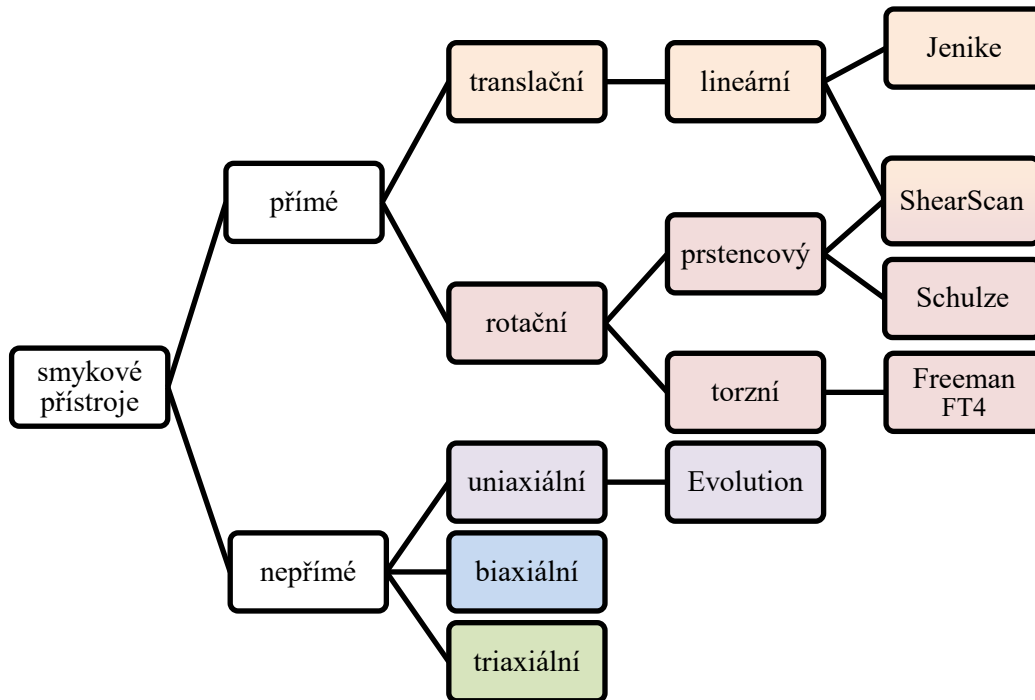 smykové
přístroje
přímé
translační
lineární
Jenike
ShearScan
rotační
prstencový
Schulze
torzní
Freeman
FT4
nepřímé
uniaxiální
Evolution
biaxiální
triaxiální